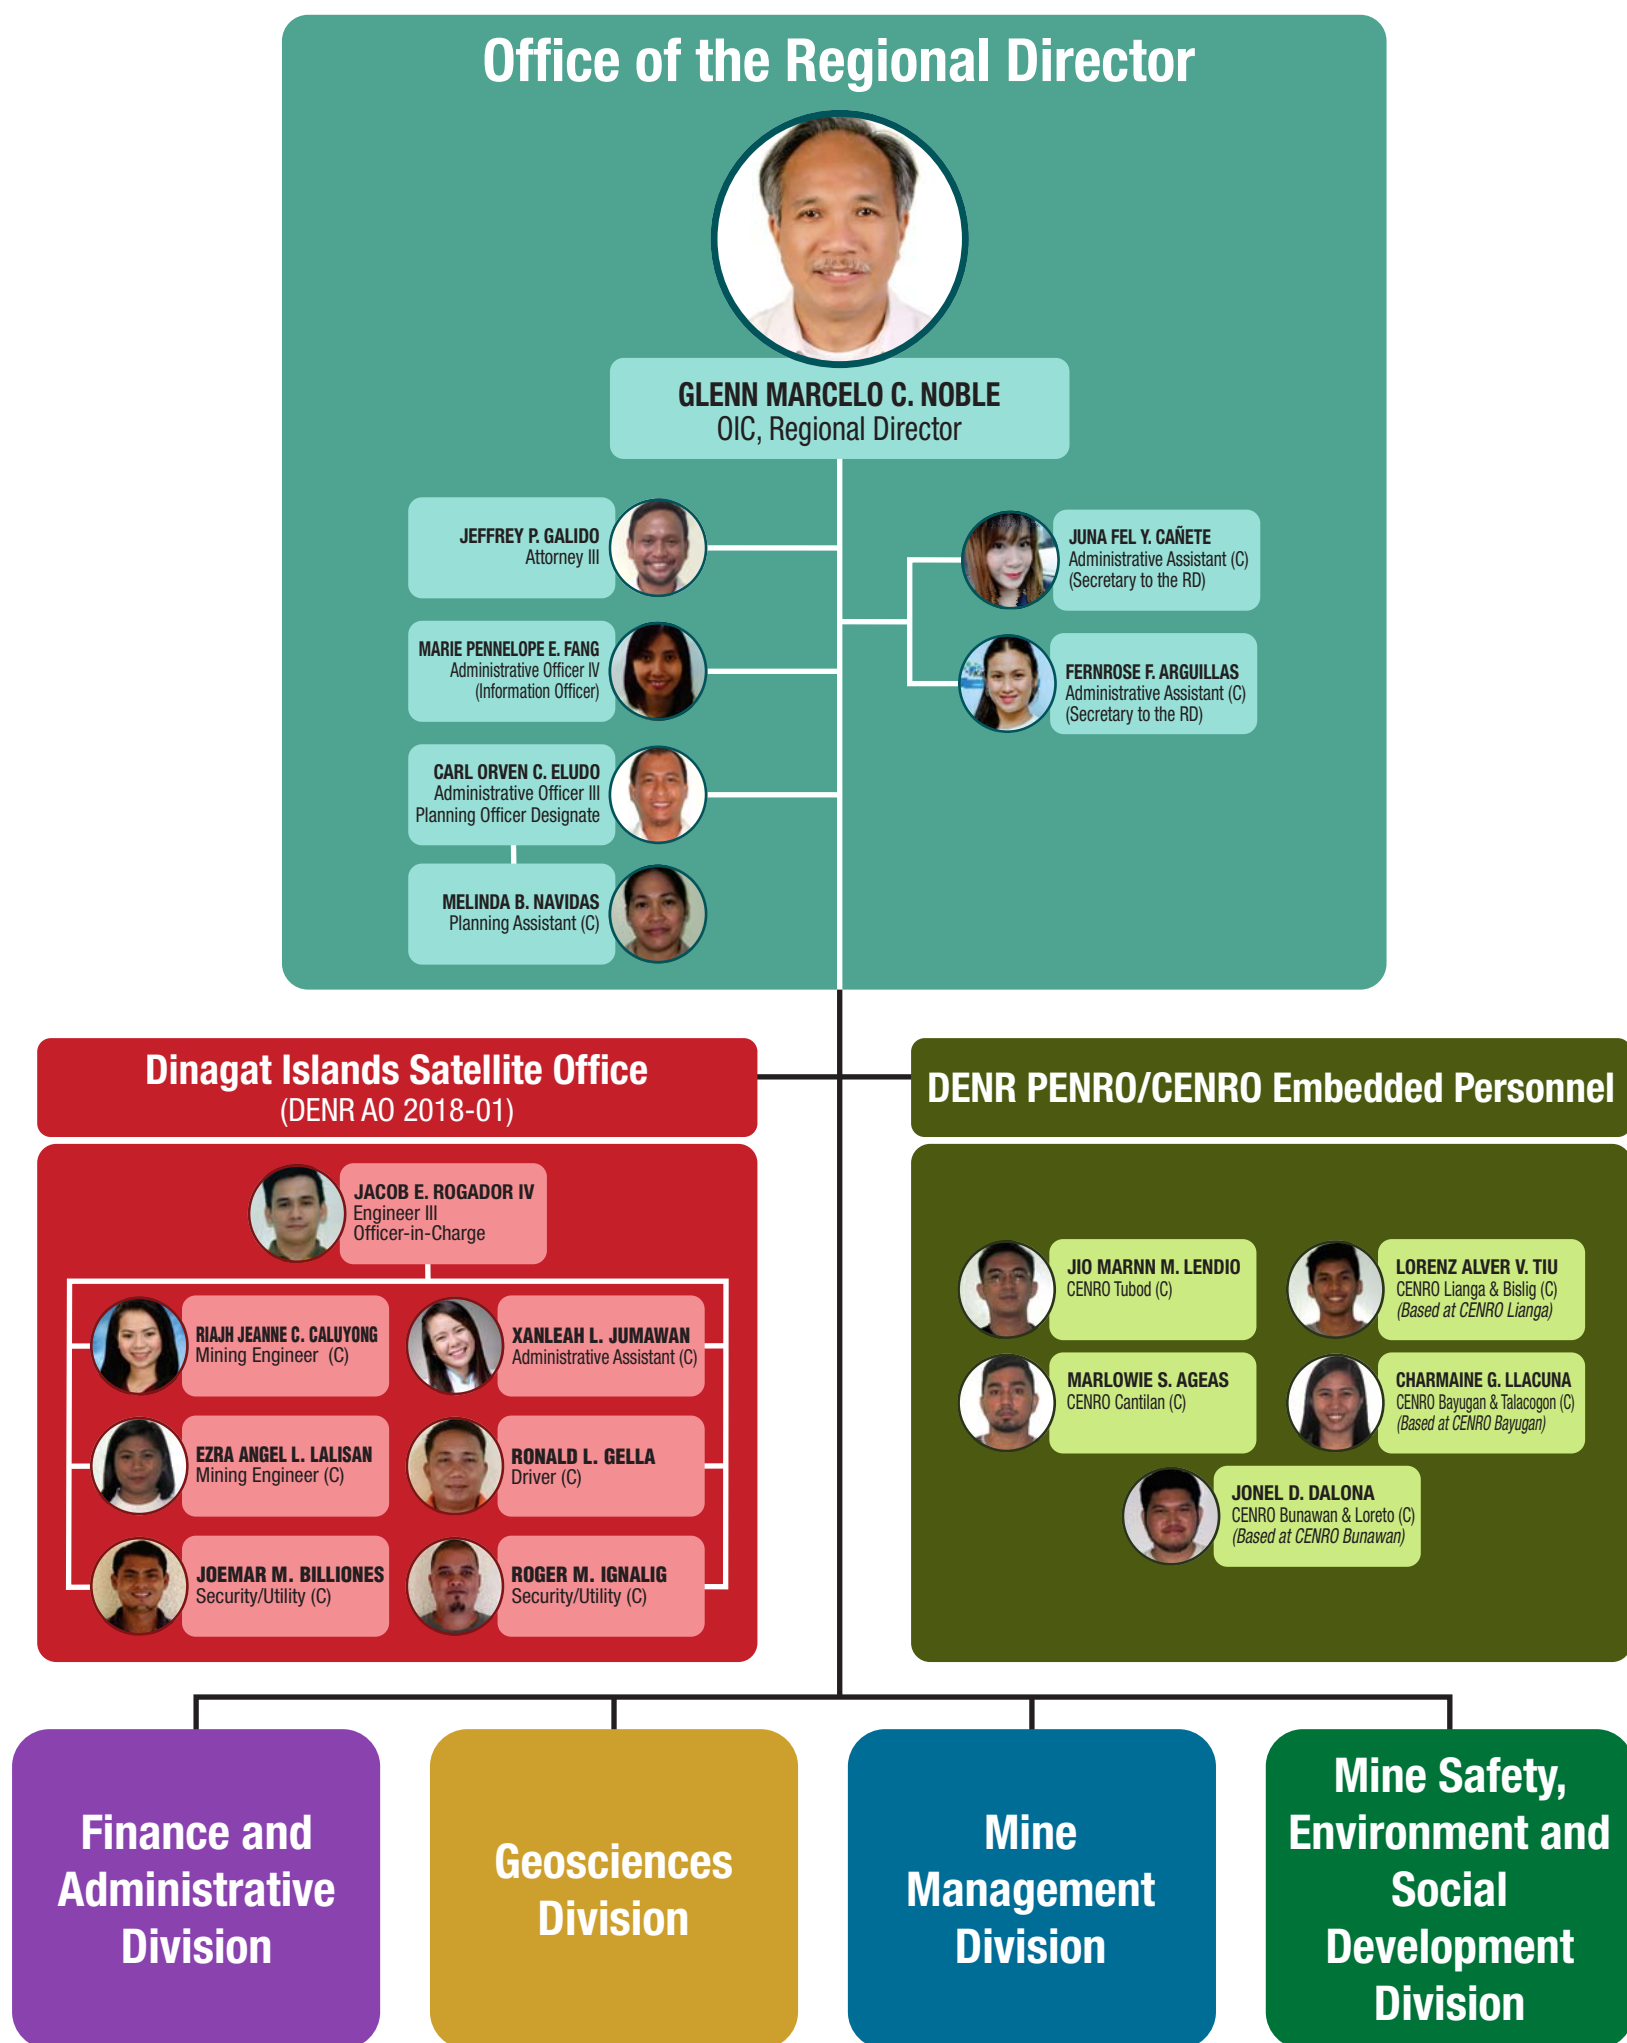 Office of the Regional Director
GLENN MARCELO C. NOBLE
OIC, Regional Director
JEFFREY P. GALIDO
Attorney III
MARIE PENNELOPE E. FANG
Administrative Officer IV
(Information Officer)
CARL ORVEN C. ELUDO
Administrative Officer III
Planning Officer Designate
MELINDA B. NAVIDAS
Planning Assistant (C)
JUNA FEL Y. CAÑETE
Administrative Assistant (C)
(Secretary to the RD)
FERNROSE F. ARGUILLAS
Administrative Assistant (C)
(Secretary to the RD)
Dinagat Islands Satellite Office
(DENR AO 2018-01)
JACOB E. ROGADOR IV
Engineer III
Officer-in-Charge
RIAJH JEANNE C. CALUYONG
Mining Engineer (C)
XANLEAH L. JUMAWAN
Administrative Assistant (C)
EZRA ANGEL L. LALISAN
Mining Engineer (C)
RONALD L. GELLA
Driver (C)
JOEMAR M. BILLIONES
Security/Utility (C)
ROGER M. IGNALIG
Security/Utility (C)
DENR PENRO/CENRO Embedded Personnel
JIO MARNN M. LENDIO
CENRO Tubod (C)
LORENZ ALVER V. TIU
CENRO Lianga & Bislig (C)
(Based at CENRO Lianga)
MARLOWIE S. AGEAS
CENRO Cantilan (C)
CHARMAINE G. LLACUNA
CENRO Bayugan & Talacogon (C)
(Based at CENRO Bayugan)
JONEL D. DALONA
CENRO Bunawan & Loreto (C)
(Based at CENRO Bunawan)
Finance and
Administrative
Division
Geosciences
Division
Mine
Management
Division
Mine Safety,
Environment and
Social
Development
Division